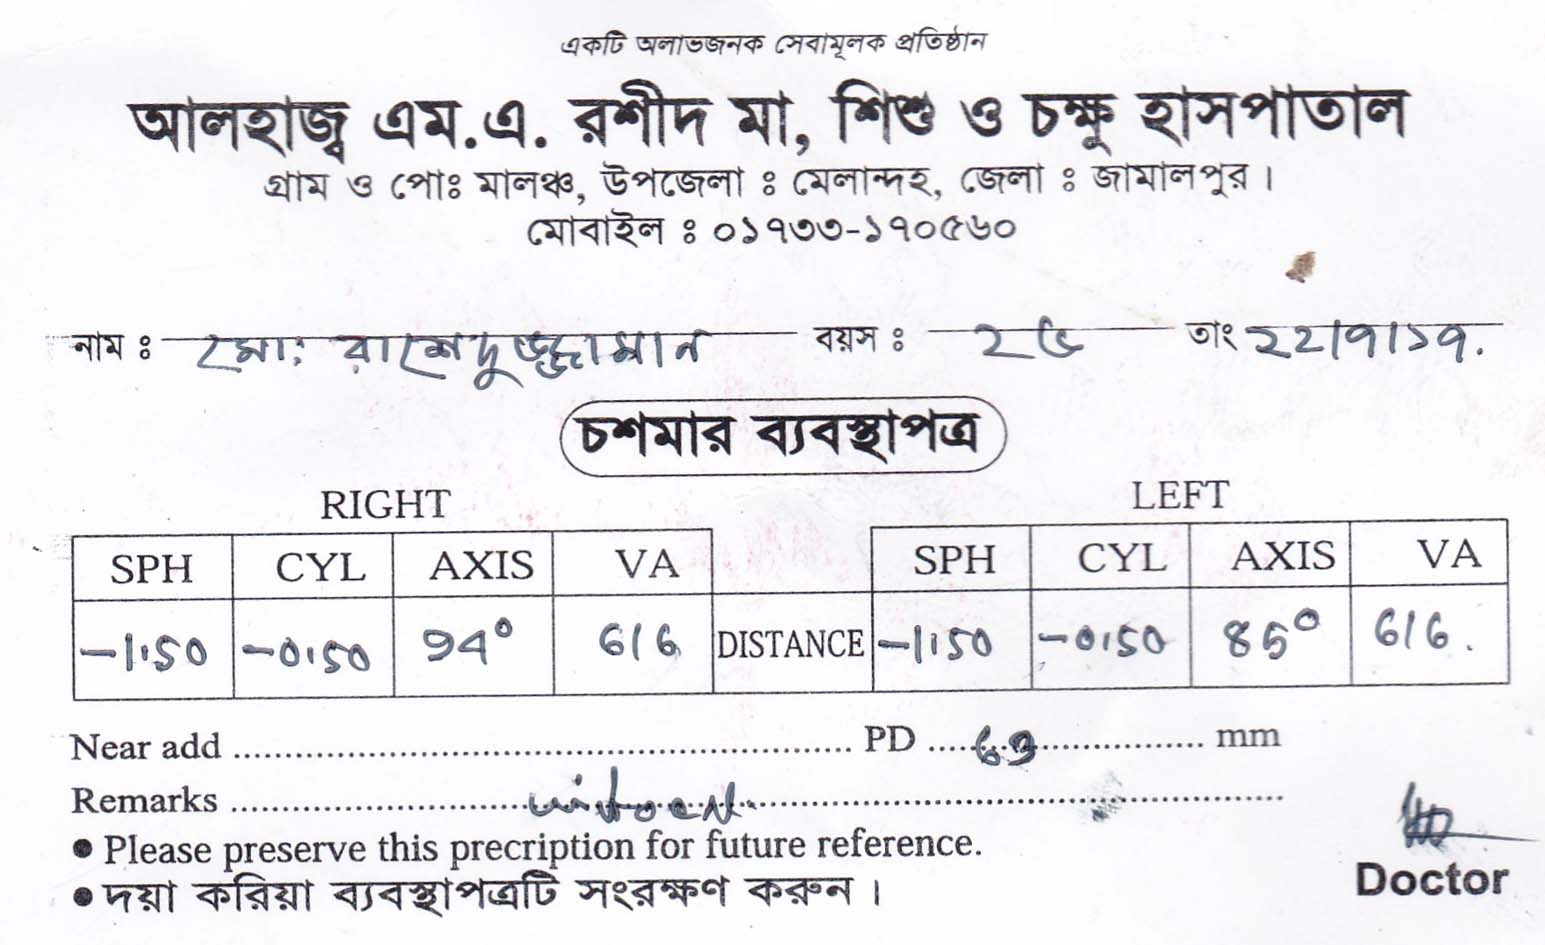 একটি অলাভজনক সেবামূলক প্রতিষ্ঠান
আলহাজ্ব এম.এ. রশীদ মা, শিশু ও চক্ষু হাসপাতাল
গ্রাম ও পোঃ মালঞ্চ, উপজেলা ঃ মেলান্দহ, জেলা ঃ জামালপুর।
মোবাইল ঃ ০১৭৩৩-১৭০৫৬০
নাম ঃ মো: রাশেদুজ্জামান বয়স ঃ ২৫ তাং ২২/৭/১৭.
চশমার ব্যবস্থাপত্র
RIGHT LEFT
SPH CYL AXIS VA SPH CYL AXIS VA
-1.50 -0.50 94° 6/6 DISTANCE -1.50 -0.50 85° 6/6.
Near add PD mm
Remarks
● Please preserve this precription for future reference.
● দয়া করিয়া ব্যবস্থাপত্রটি সংরক্ষণ করুন।
Doctor